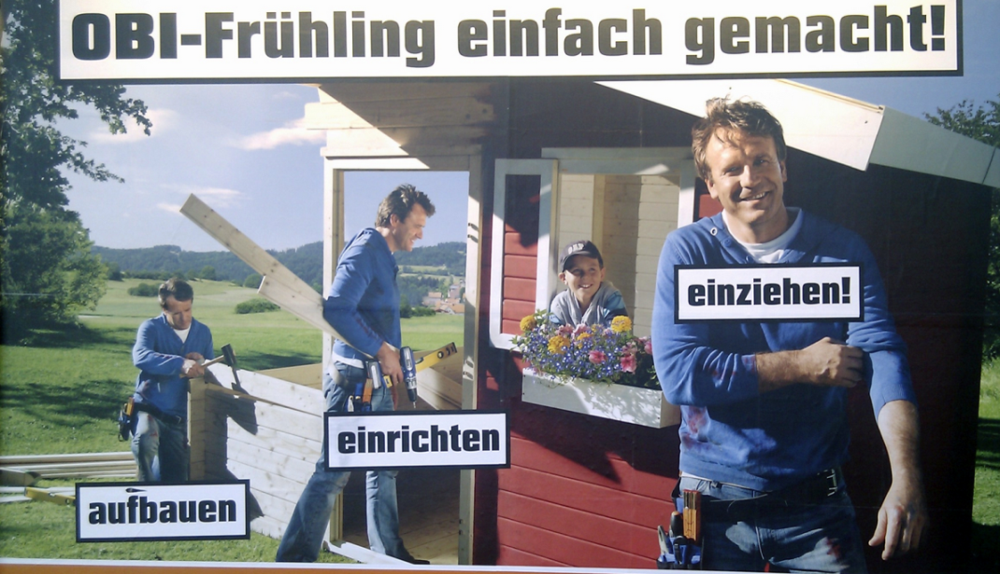 OBI-Frühling einfach gemacht!
aufbauen
einrichten
einziehen!